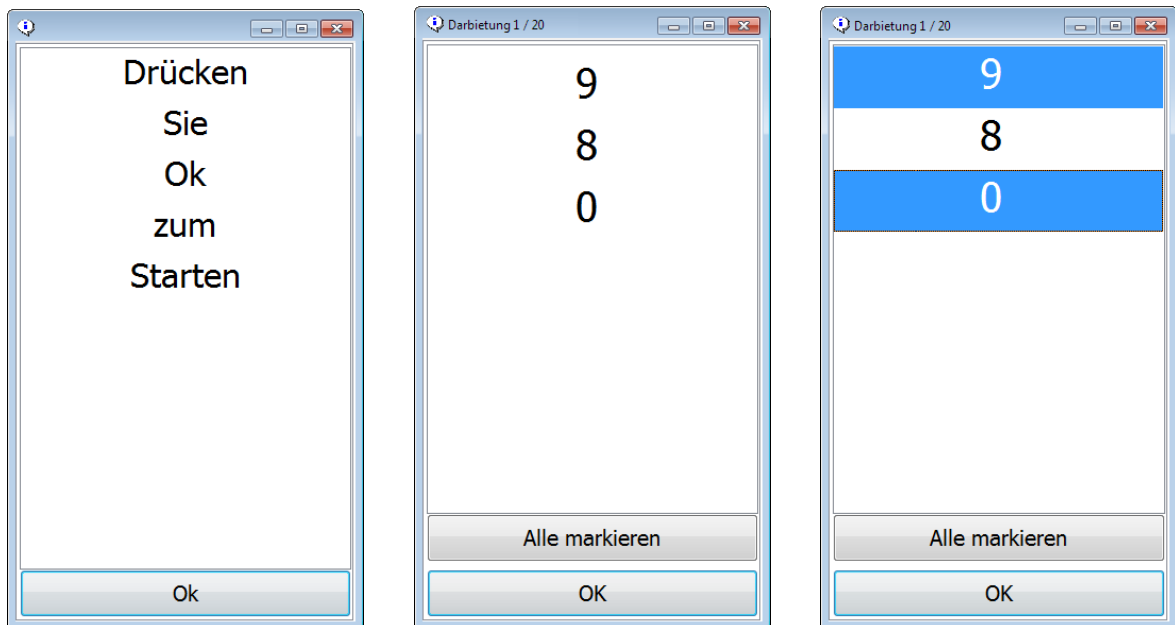 Drücken
Sie
Ok
zum
Starten
Ok
Darbietung 1 / 20
9
8
0
Alle markieren
OK
Darbietung 1 / 20
9
8
0
Alle markieren
OK